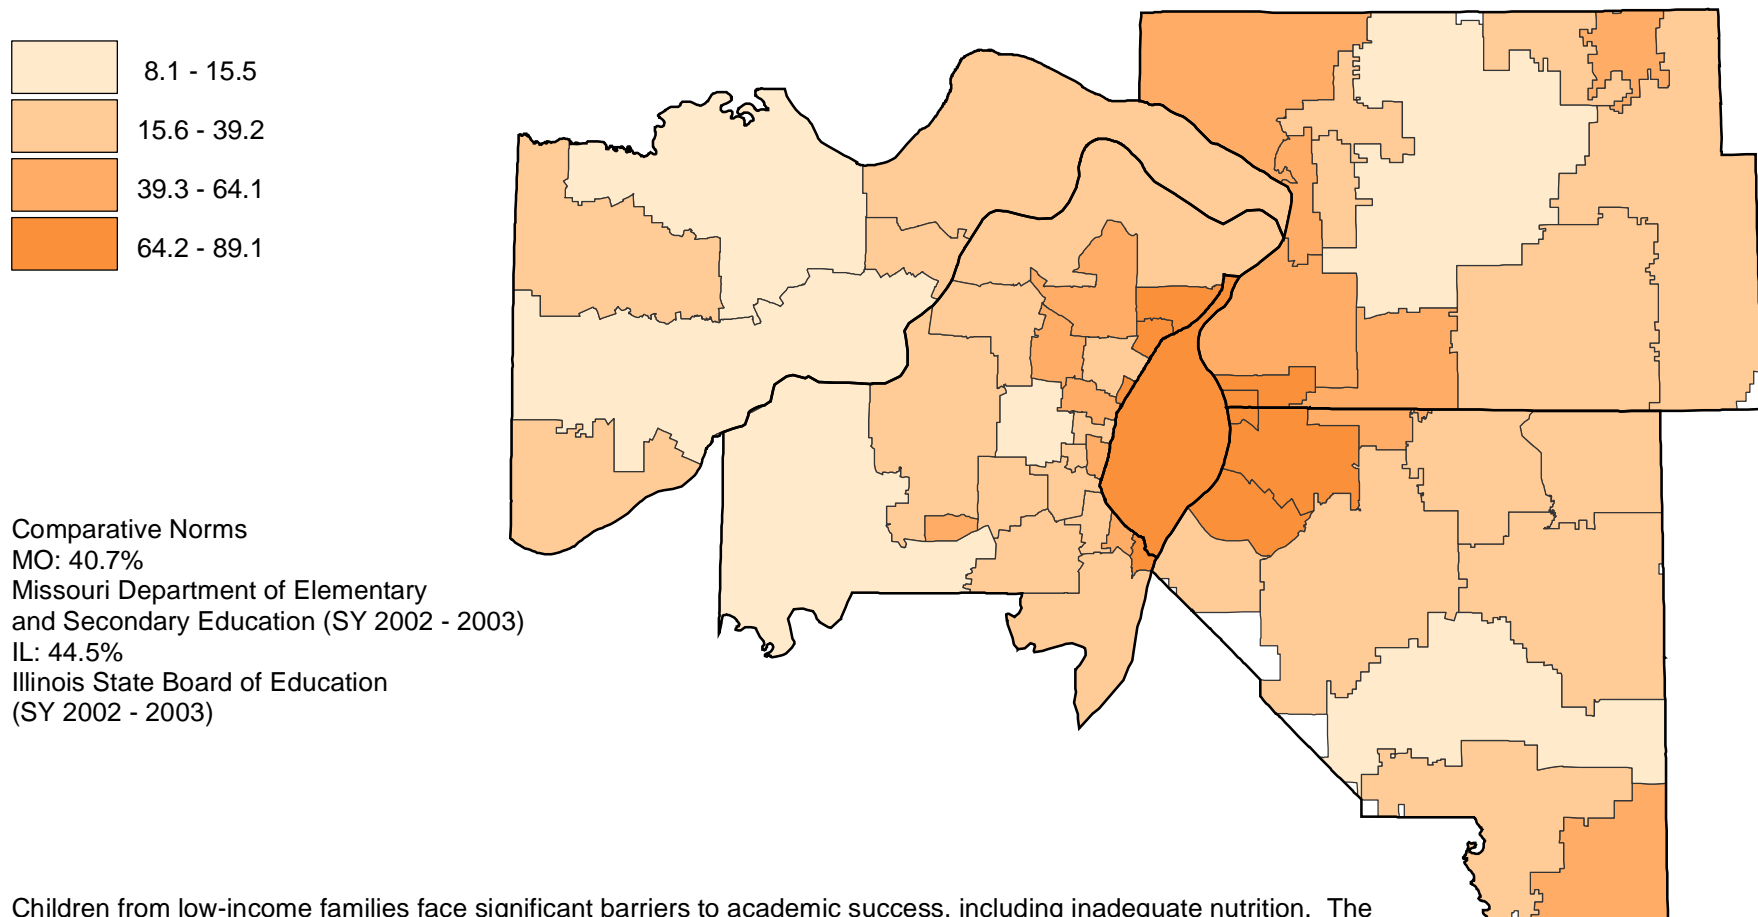 8.1 - 15.5
15.6 - 39.2
39.3 - 64.1
64.2 - 89.1
Comparative Norms
MO: 40.7%
Missouri Department of Elementary
and Secondary Education (SY 2002 - 2003)
IL: 44.5%
Illinois State Board of Education
(SY 2002 - 2003)
Children from low-income families face significant barriers to academic success, including inadequate nutrition.  The